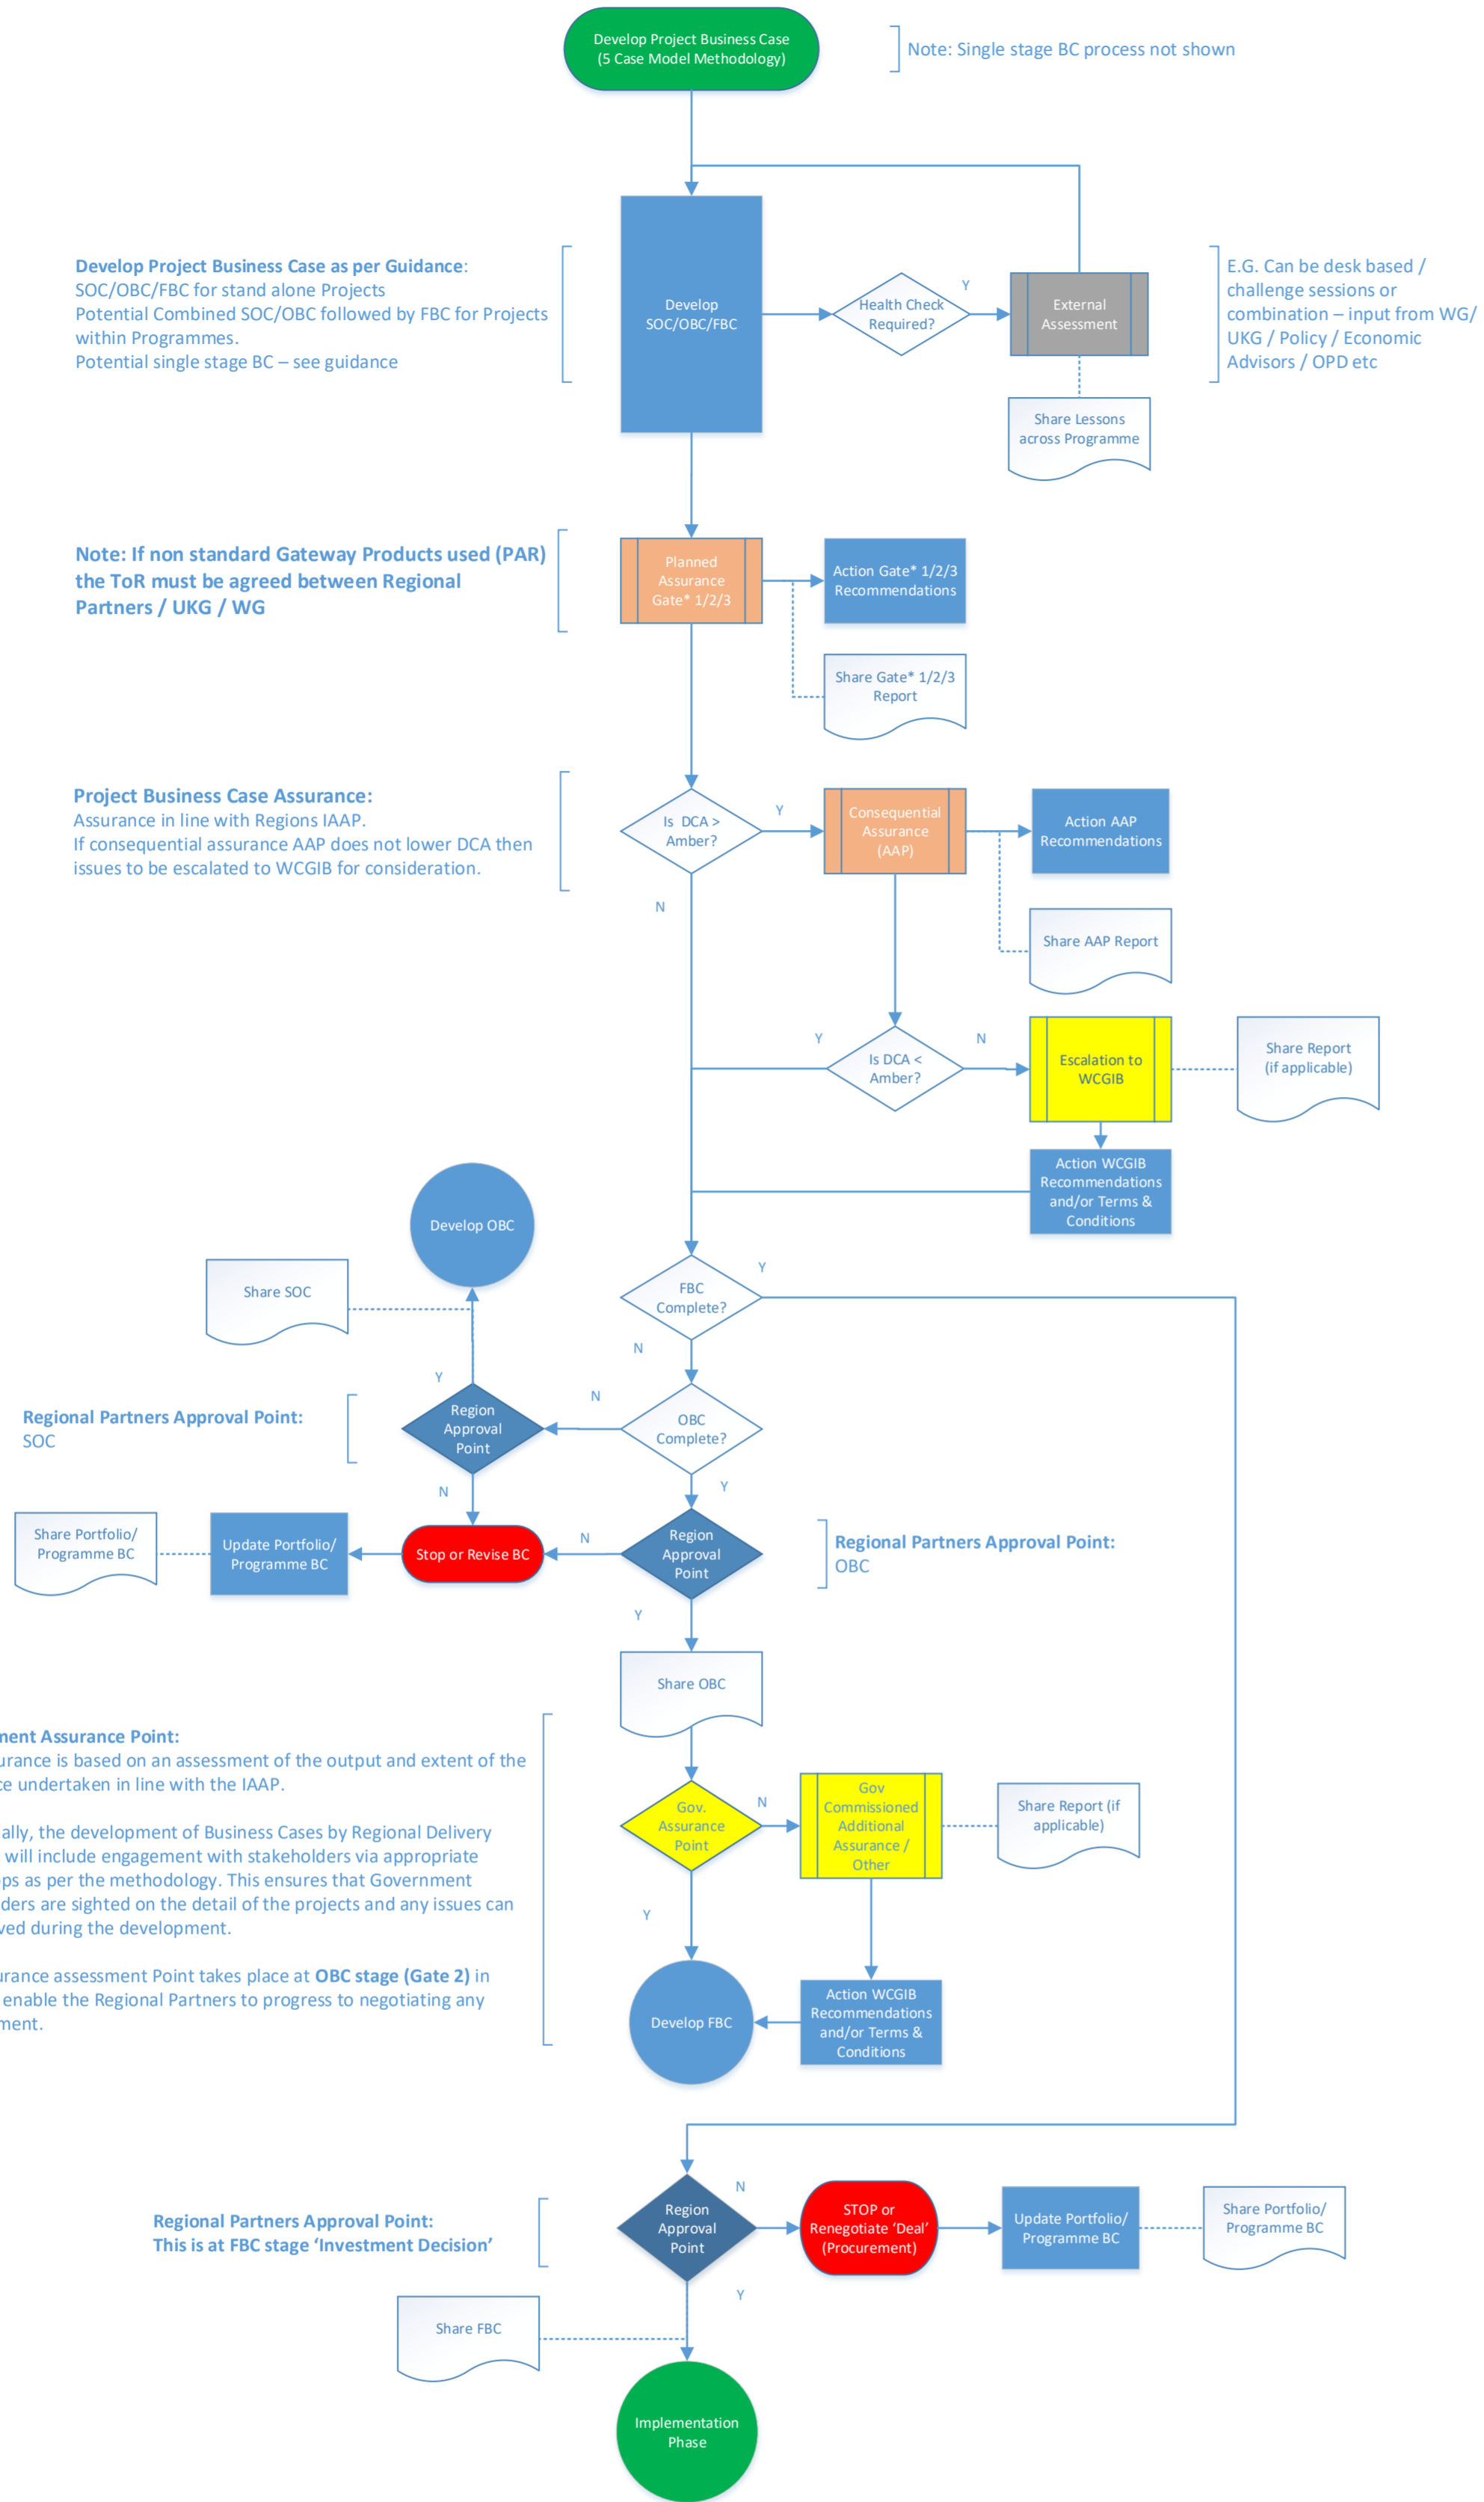 Develop Project Business Case
(5 Case Model Methodology)
Note: Single stage BC process not shown
Develop Project Business Case as per Guidance:
SOC/OBC/FBC for stand alone Projects
Potential Combined SOC/OBC followed by FBC for Projects
within Programmes.
Potential single stage BC – see guidance
Develop
SOC/OBC/FBC
Health Check
Required?
Y
External
Assessment
E.G. Can be desk based /
challenge sessions or
combination – input from WG/
UKG / Policy / Economic
Advisors / OPD etc
Share Lessons
across Programme
Note: If non standard Gateway Products used (PAR)
the ToR must be agreed between Regional
Partners / UKG / WG
Planned
Assurance
Gate* 1/2/3
Action Gate* 1/2/3
Recommendations
Share Gate* 1/2/3
Report
Project Business Case Assurance:
Assurance in line with Regions IAAP.
If consequential assurance AAP does not lower DCA then
issues to be escalated to WCGIB for consideration.
Is DCA >
Amber?
Y
N
Consequential
Assurance
(AAP)
Action AAP
Recommendations
Share AAP Report
Y
Is DCA <
Amber?
N
Escalation to
WCGIB
Share Report
(if applicable)
Action WCGIB
Recommendations
and/or Terms &
Conditions
Develop OBC
Share SOC
FBC
Complete?
Y
N
Y
Regional Partners Approval Point:
SOC
Region
Approval
Point
N
OBC
Complete?
N
Y
Share Portfolio/
Programme BC
Update Portfolio/
Programme BC
Stop or Revise BC
N
Region
Approval
Point
Regional Partners Approval Point:
OBC
Y
Share OBC
ment Assurance Point:
urance is based on an assessment of the output and extent of the
ce undertaken in line with the IAAP.
ally, the development of Business Cases by Regional Delivery
will include engagement with stakeholders via appropriate
ps as per the methodology. This ensures that Government
ders are sighted on the detail of the projects and any issues can
ved during the development.
urance assessment Point takes place at OBC stage (Gate 2) in
enable the Regional Partners to progress to negotiating any
ment.
Gov.
Assurance
Point
N
Y
Gov
Commissioned
Additional
Assurance /
Other
Share Report (if
applicable)
Develop FBC
Action WCGIB
Recommendations
and/or Terms &
Conditions
Regional Partners Approval Point:
This is at FBC stage ‘Investment Decision’
Region
Approval
Point
N
Y
STOP or
Renegotiate ‘Deal’
(Procurement)
Update Portfolio/
Programme BC
Share Portfolio/
Programme BC
Share FBC
Implementation
Phase